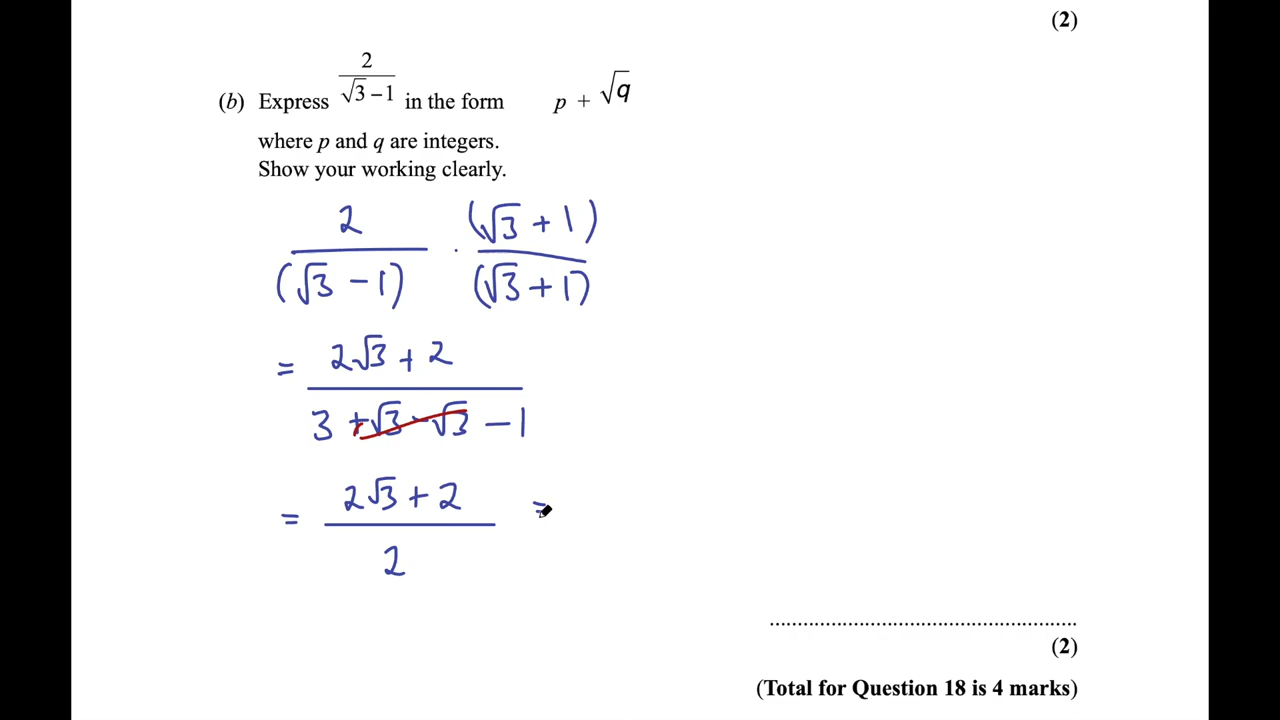 (2)
(b) Express 2/(√3−1) in the form p + √q
where p and q are integers.
Show your working clearly.
2/(√3 − 1) · (√3 + 1)/(√3 + 1)
= (2√3 + 2)/(3 + √3 − √3 − 1)
= (2√3 + 2)/2 =
(2)
(Total for Question 18 is 4 marks)